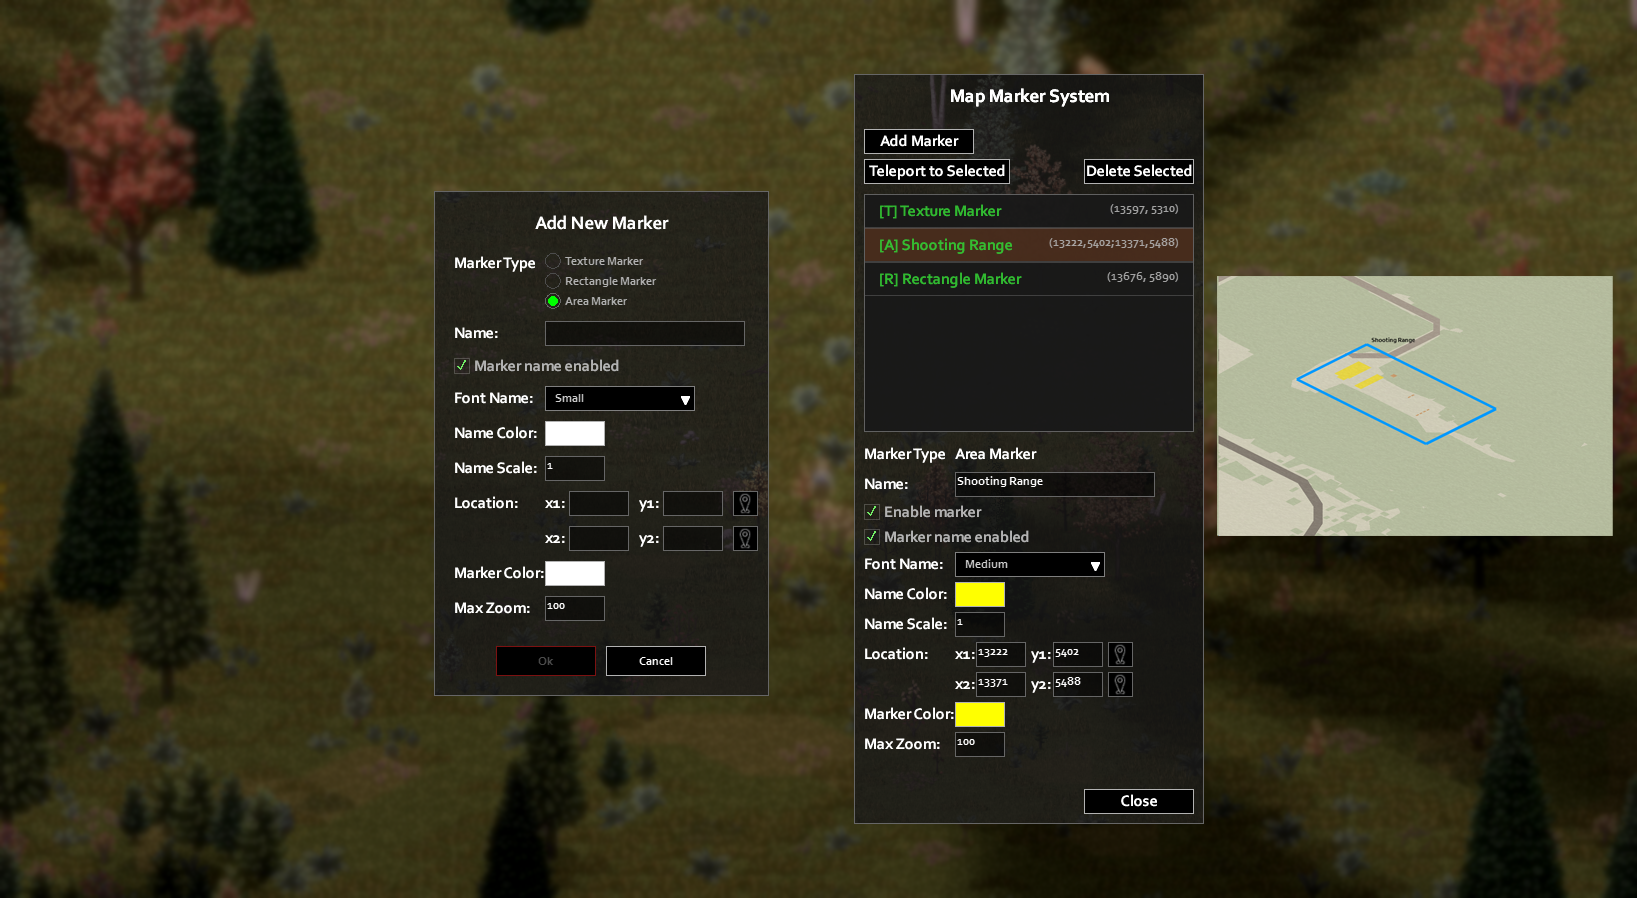 Add New Marker
Marker Type
Texture Marker
Rectangle Marker
Area Marker
Name:
Marker name enabled
Font Name: Small
Name Color:
Name Scale: 1
Location: x1: y1:
x2: y2:
Marker Color:
Max Zoom: 100
Ok Cancel
Map Marker System
Add Marker
Teleport to Selected Delete Selected
[T] Texture Marker (13597, 5310)
[A] Shooting Range (13222,5402;13371,5488)
[R] Rectangle Marker (13676, 5890)
Marker Type Area Marker
Name: Shooting Range
Enable marker
Marker name enabled
Font Name: Medium
Name Color:
Name Scale: 1
Location: x1: 13222 y1: 5402
x2: 13371 y2: 5488
Marker Color:
Max Zoom: 100
Close
Shooting Range